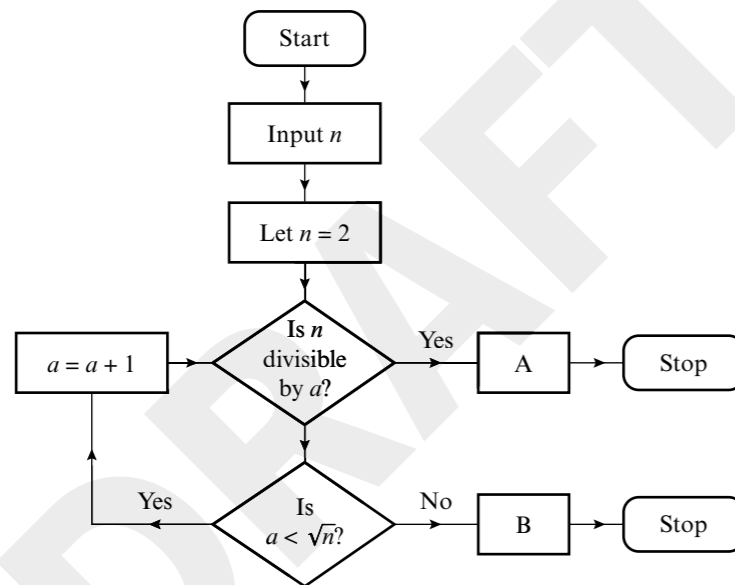 Start
Input n
Let n = 2
Is n
divisible
by a?
Yes
A
Stop
a = a + 1
Is
a < √n?
Yes
No
B
Stop
DRAFT